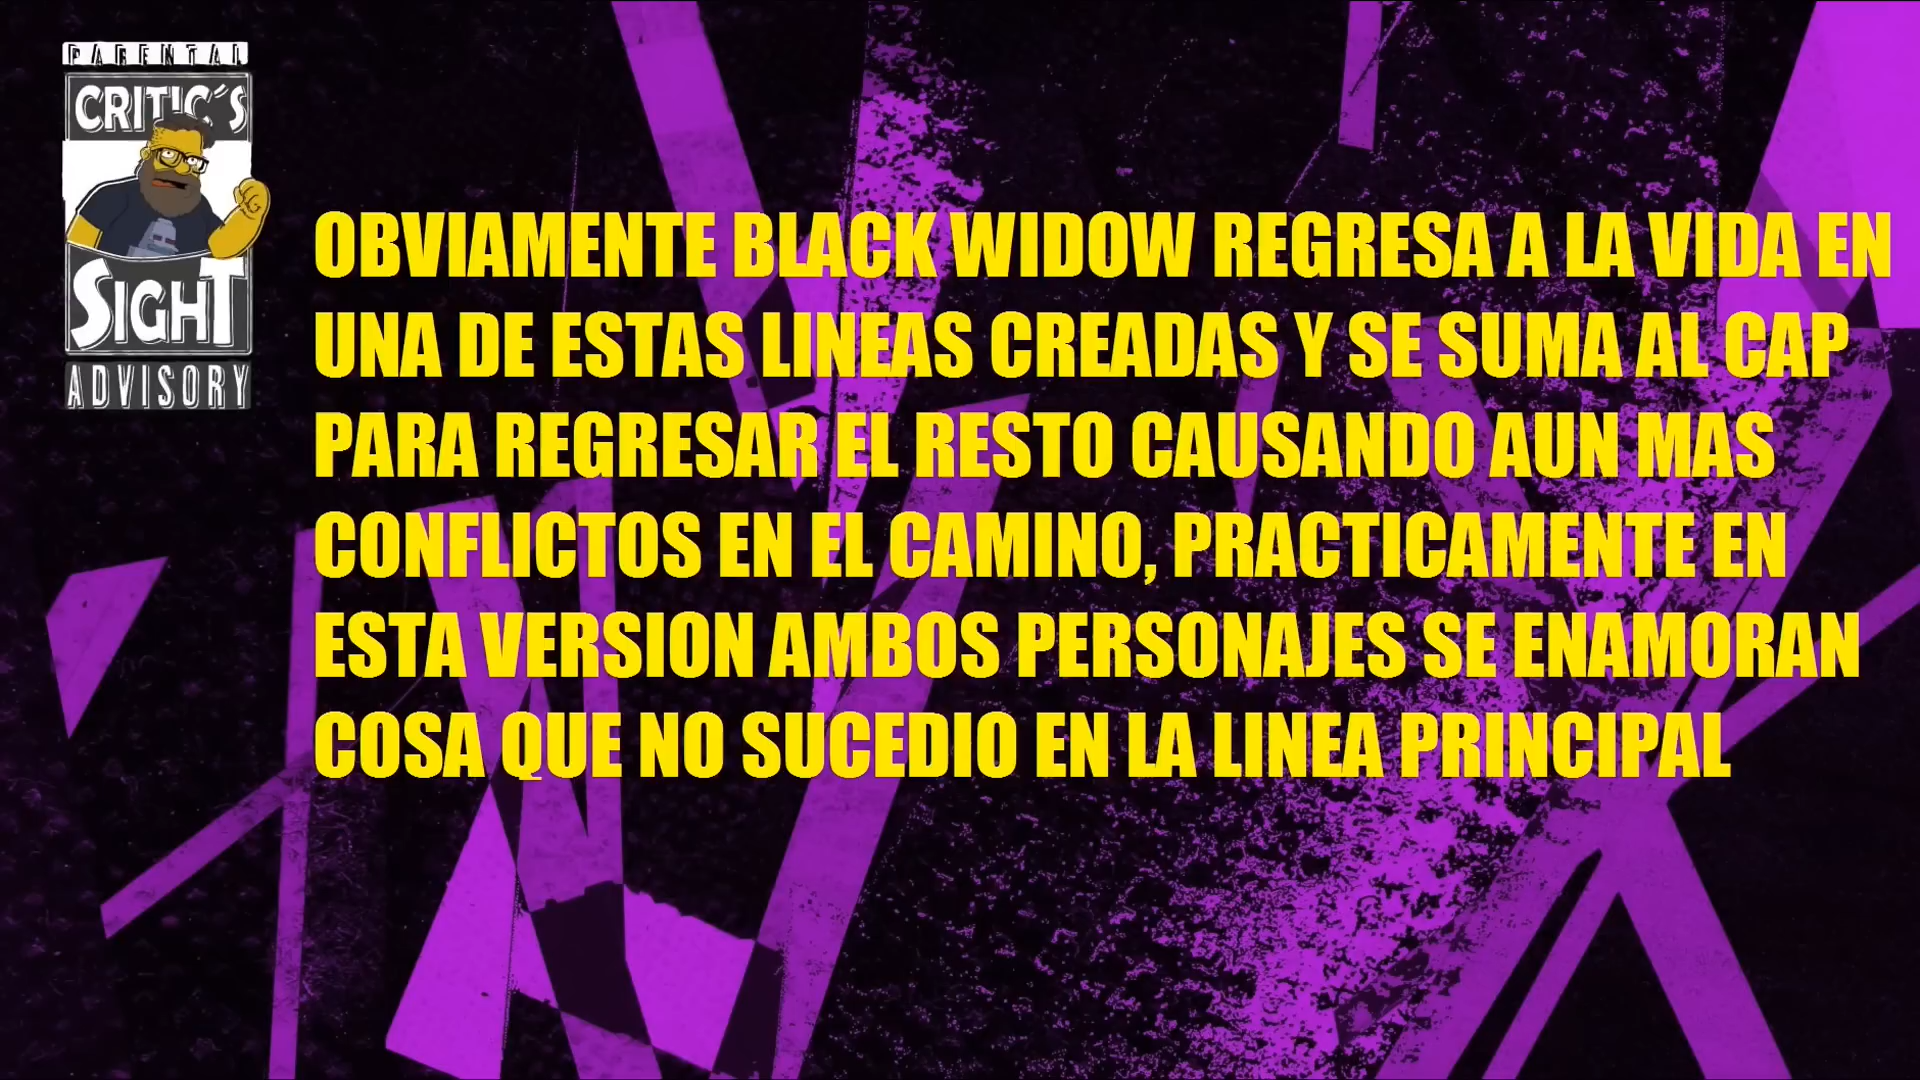 PARENTAL
CRITIC´S
SIGHT
ADVISORY
OBVIAMENTE BLACK WIDOW REGRESA A LA VIDA EN
UNA DE ESTAS LINEAS CREADAS Y SE SUMA AL CAP
PARA REGRESAR EL RESTO CAUSANDO AUN MAS
CONFLICTOS EN EL CAMINO, PRACTICAMENTE EN
ESTA VERSION AMBOS PERSONAJES SE ENAMORAN
COSA QUE NO SUCEDIO EN LA LINEA PRINCIPAL